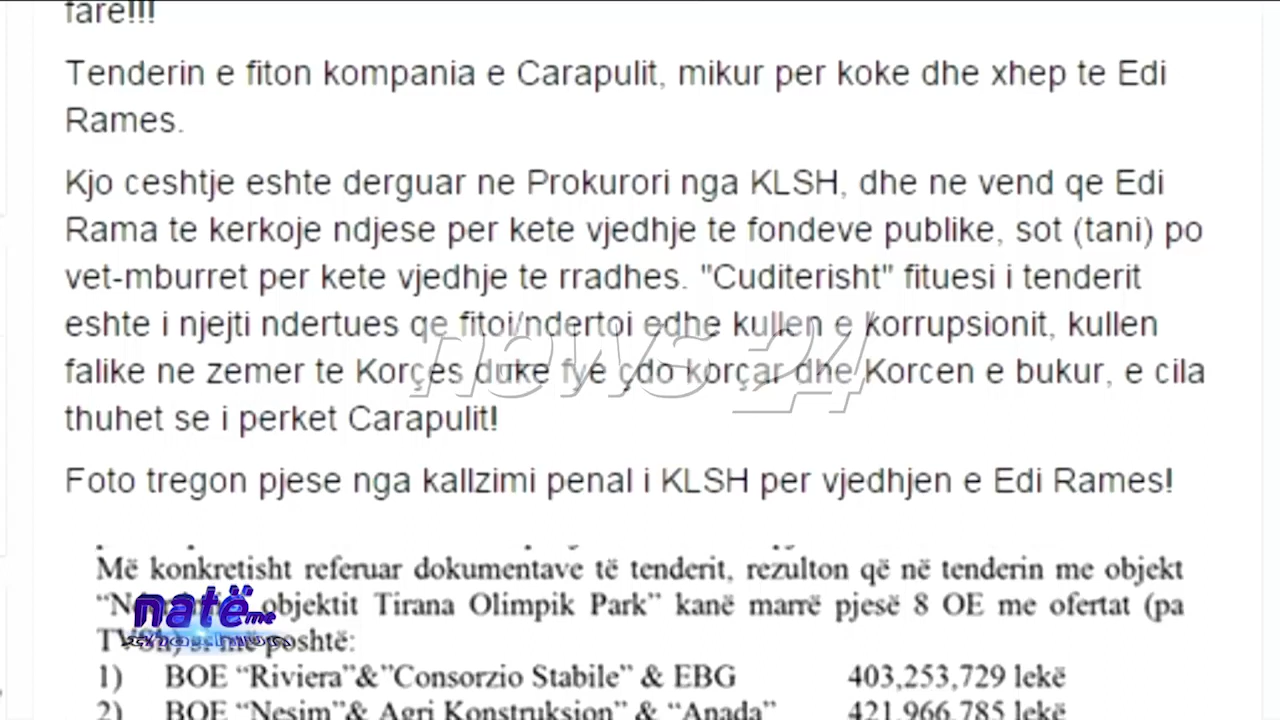 fare!!!
Tenderin e fiton kompania e Carapulit, mikur per koke dhe xhep te Edi
Rames.
Kjo ceshtje eshte derguar ne Prokurori nga KLSH, dhe ne vend qe Edi
Rama te kerkoje ndjese per kete vjedhje te fondeve publike, sot (tani) po
vet-mburret per kete vjedhje te rradhes. "Cuditerisht" fituesi i tenderit
eshte i njejti ndertues qe fitoi/ndertoi edhe kullen e korrupsionit, kullen
falike ne zemer te Korçes duke fye çdo korçar dhe Korcen e bukur, e cila
thuhet se i perket Carapulit!
news 24
Foto tregon pjese nga kallzimi penal i KLSH per vjedhjen e Edi Rames!
Më konkretisht referuar dokumentave të tenderit, rezulton që në tenderin me objekt
objektit Tirana Olimpik Park” kanë marrë pjesë 8 OE me ofertat (pa
poshtë:
natë me
1) BOE “Riviera”&”Consorzio Stabile” & EBG 403,253,729 lekë
2) BOE “Nesim”& Agri Konstruksion” & “Apada” 421,966,785 lekë